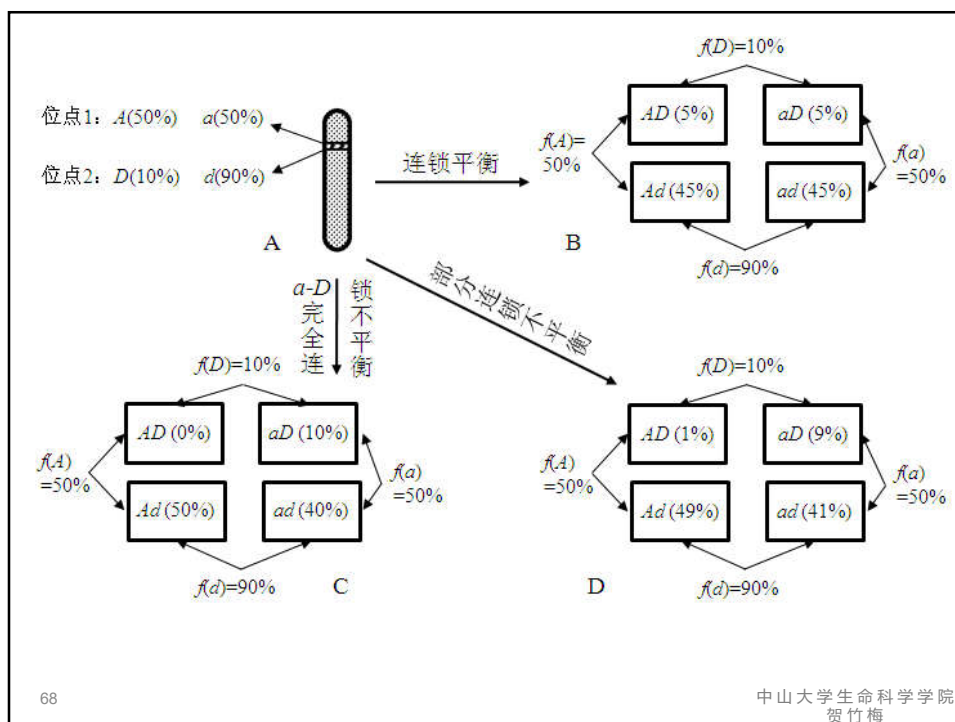 位点1：A(50%) a(50%)
位点2：D(10%) d(90%)
A
连锁平衡
f(D)=10%
AD (5%) aD (5%)
f(A)=
50%
f(a)
=50%
Ad (45%) ad (45%)
B
f(d)=90%
a-D
完全连
锁不平衡
部分连锁不平衡
f(D)=10%
AD (0%) aD (10%)
f(A)
=50%
f(a)
=50%
Ad (50%) ad (40%)
f(d)=90%
C
f(D)=10%
AD (1%) aD (9%)
f(A)
=50%
f(a)
=50%
Ad (49%) ad (41%)
D
f(d)=90%
68
中山大学生命科学学院
贺竹梅